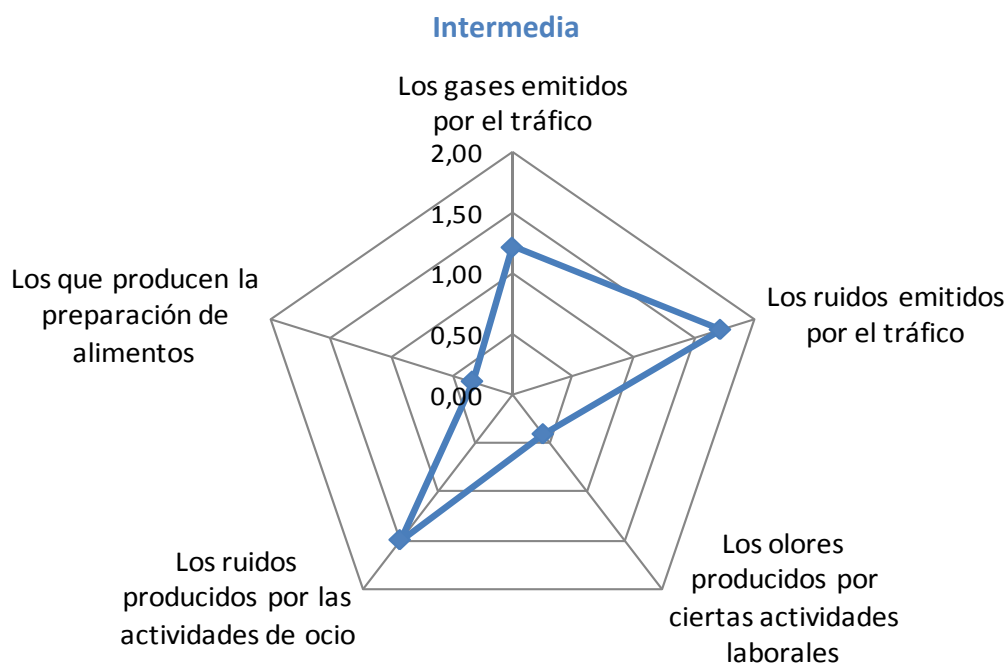 Intermedia
Los gases emitidos
por el tráfico
2,00
1,50
1,00
0,50
0,00
Los ruidos emitidos
por el tráfico
Los olores
producidos por
ciertas actividades
laborales
Los ruidos
producidos por las
actividades de ocio
Los que producen la
preparación de
alimentos